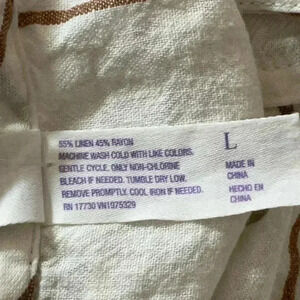 55% LINEN 45% RAYON
MACHINE WASH COLD WITH LIKE COLORS.
GENTLE CYCLE. ONLY NON-CHLORINE
BLEACH IF NEEDED. TUMBLE DRY LOW.
REMOVE PROMPTLY. COOL IRON IF NEEDED.
RN 17730 VN1975329
L
MADE IN
CHINA
HECHO EN
CHINA